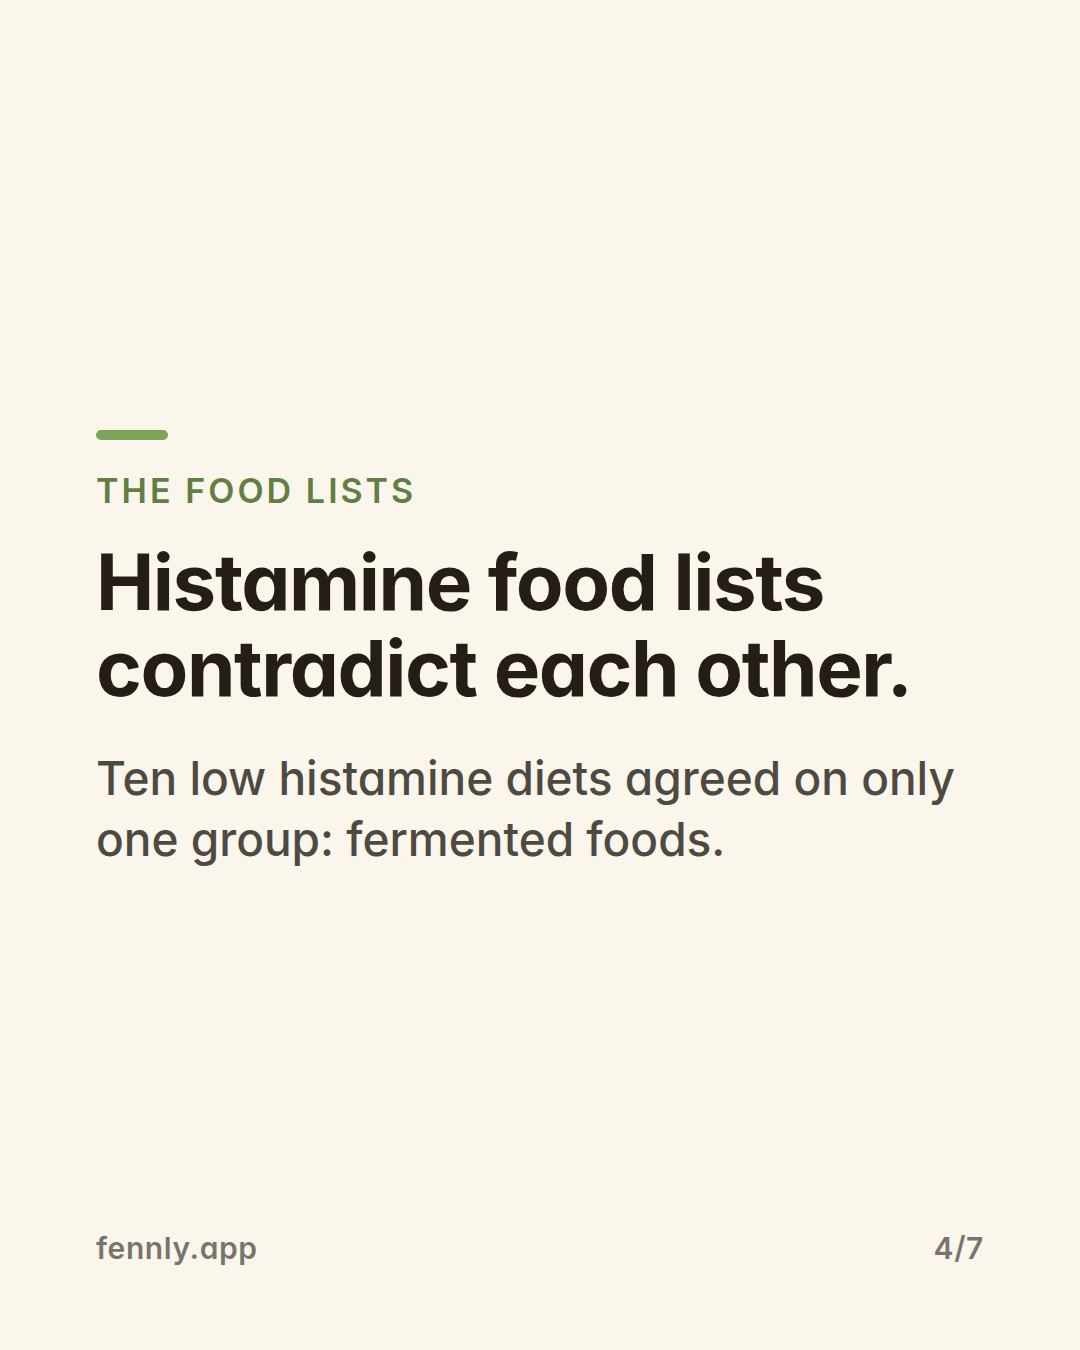 THE FOOD LISTS
Histamine food lists
contradict each other.
Ten low histamine diets agreed on only
one group: fermented foods.
fennly.app
4/7